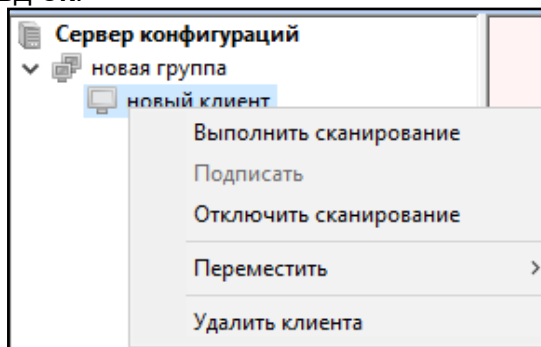 Сервер конфигураций
новая группа
новый клиент
Выполнить сканирование
Подписать
Отключить сканирование
Переместить
Удалить клиента